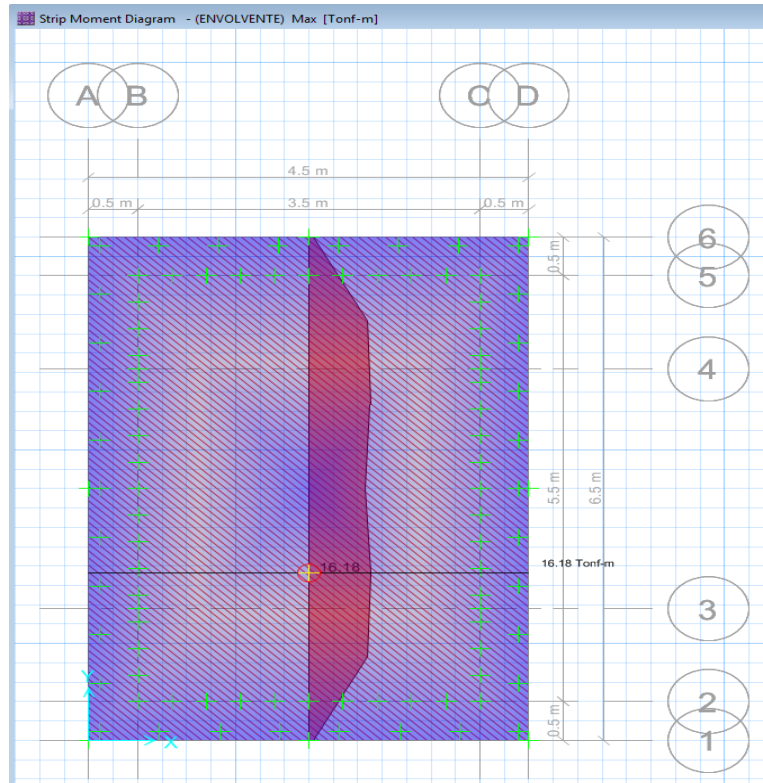 Strip Moment Diagram - (ENVOLVENTE) Max [Tonf-m]
A B C D
4.5 m
0.5 m 3.5 m 0.5 m
6
0.5 m
5
4
5.5 m 6.5 m
16.18 16.18 Tonf-m
3
2
0.5 m
1
Y
X